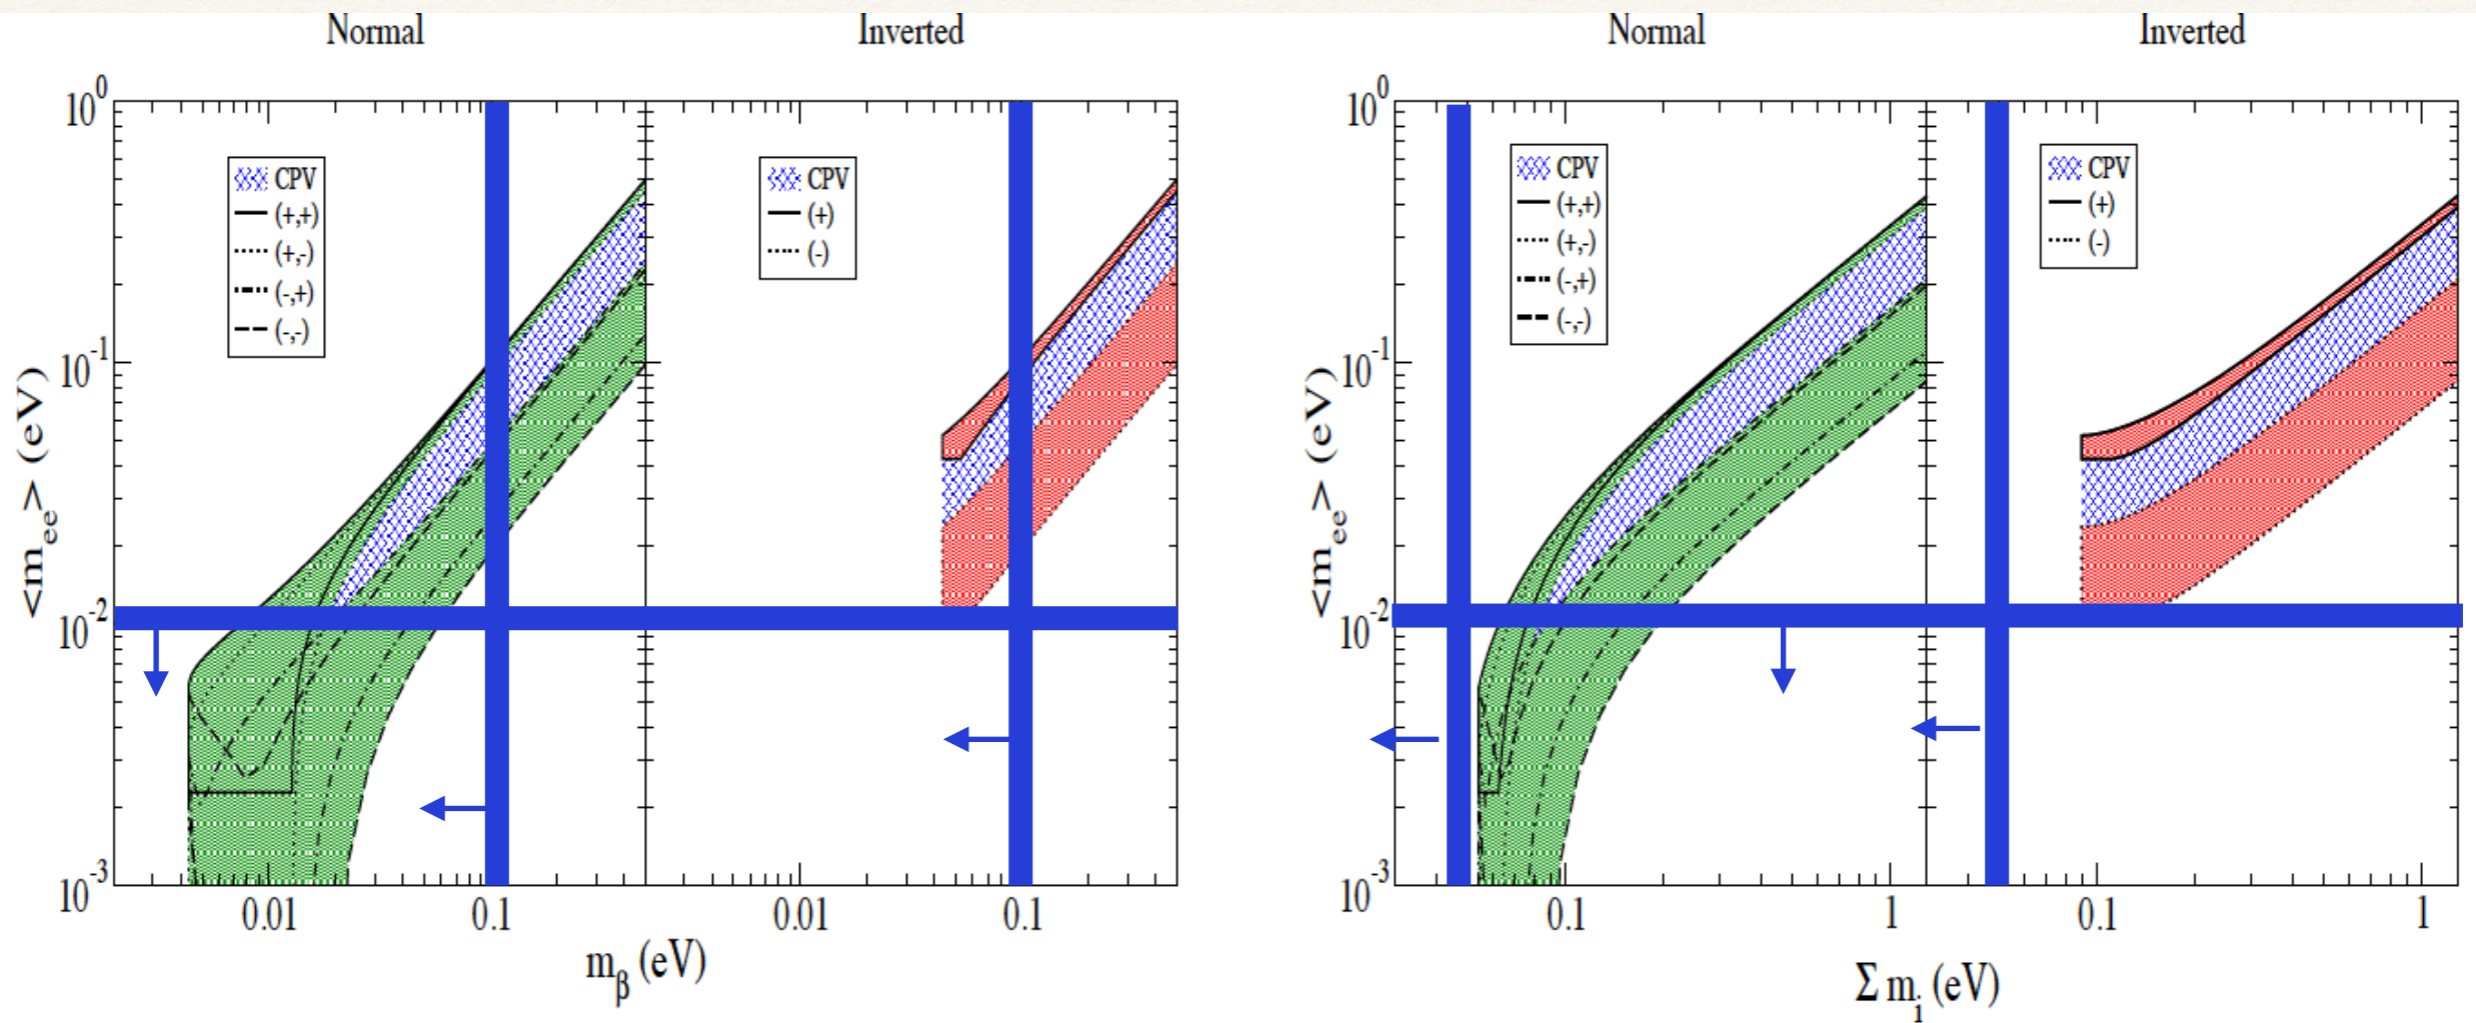 Normal Inverted Normal Inverted
10^0
10^-1
10^-2
10^-3
<m_ee> (eV)
CPV
(+,+)
(+,-)
(-,+)
(-,-)
CPV
(+)
(-)
0.01 0.1 0.01 0.1
m_β (eV)
10^0
10^-1
10^-2
10^-3
<m_ee> (eV)
CPV
(+,+)
(+,-)
(-,+)
(-,-)
CPV
(+)
(-)
0.1 1 0.1 1
Σ m_i (eV)